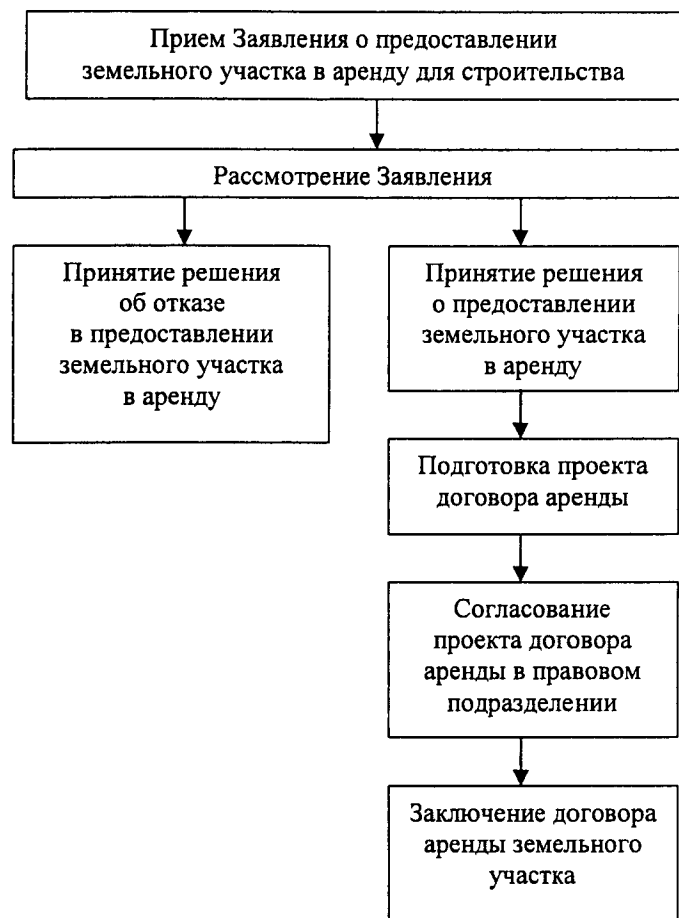 Прием Заявления о предоставлении
земельного участка в аренду для строительства
Рассмотрение Заявления
Принятие решения
об отказе
в предоставлении
земельного участка
в аренду
Принятие решения
о предоставлении
земельного участка
в аренду
Подготовка проекта
договора аренды
Согласование
проекта договора
аренды в правовом
подразделении
Заключение договора
аренды земельного
участка